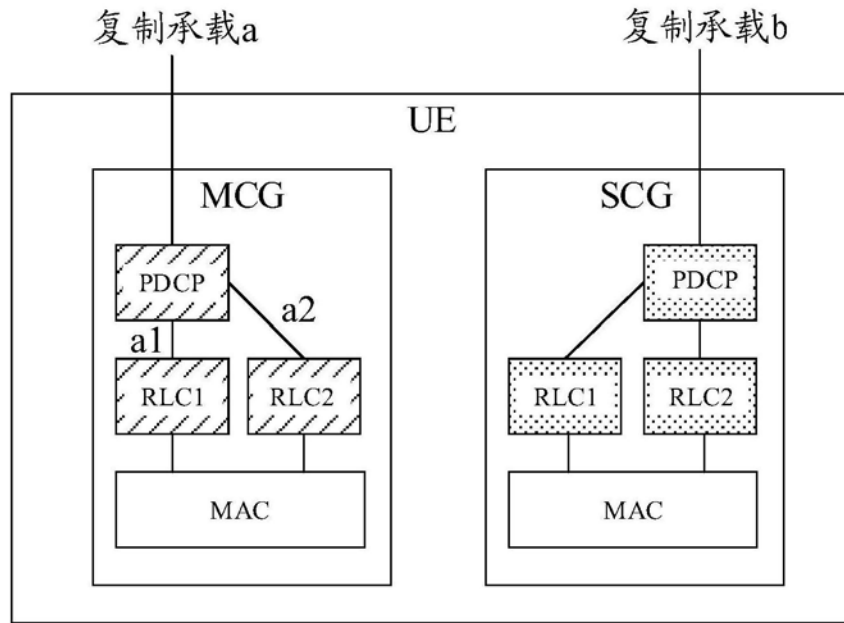 复制承载a
复制承载b
UE
MCG
SCG
PDCP
PDCP
a1
a2
RLC1
RLC2
RLC1
RLC2
MAC
MAC